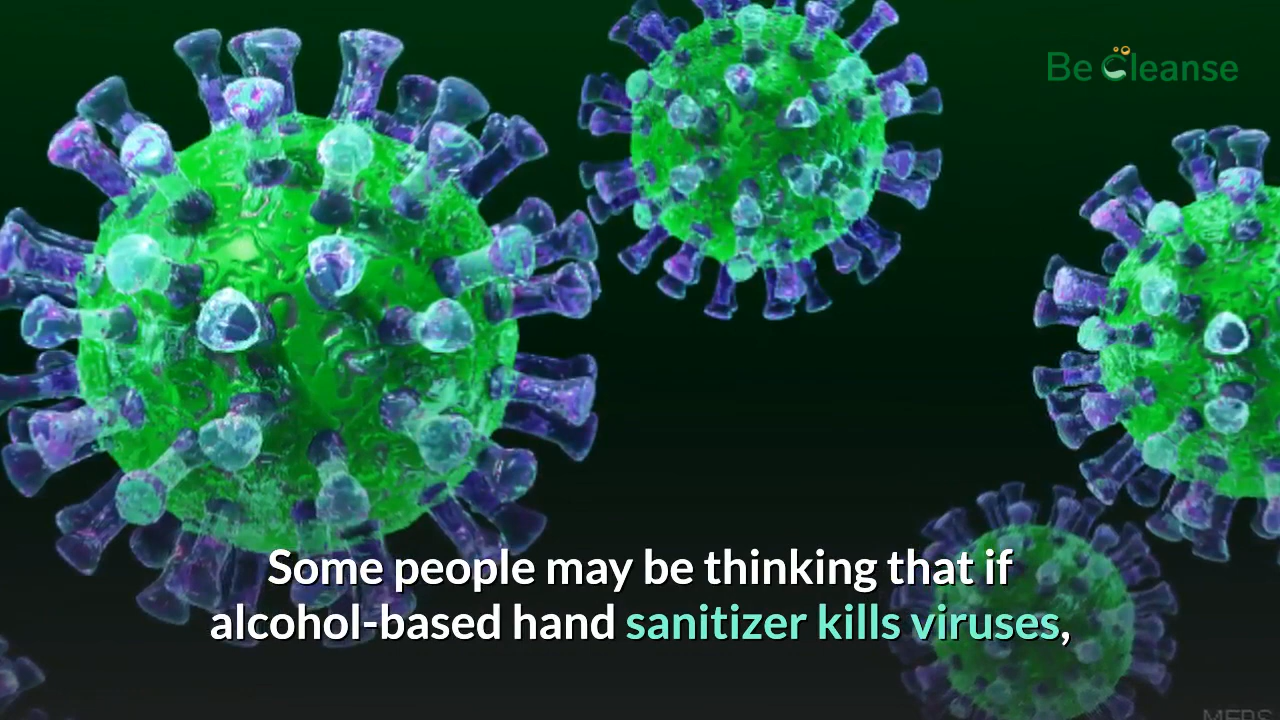 Be Cleanse
Some people may be thinking that if
alcohol-based hand sanitizer kills viruses,